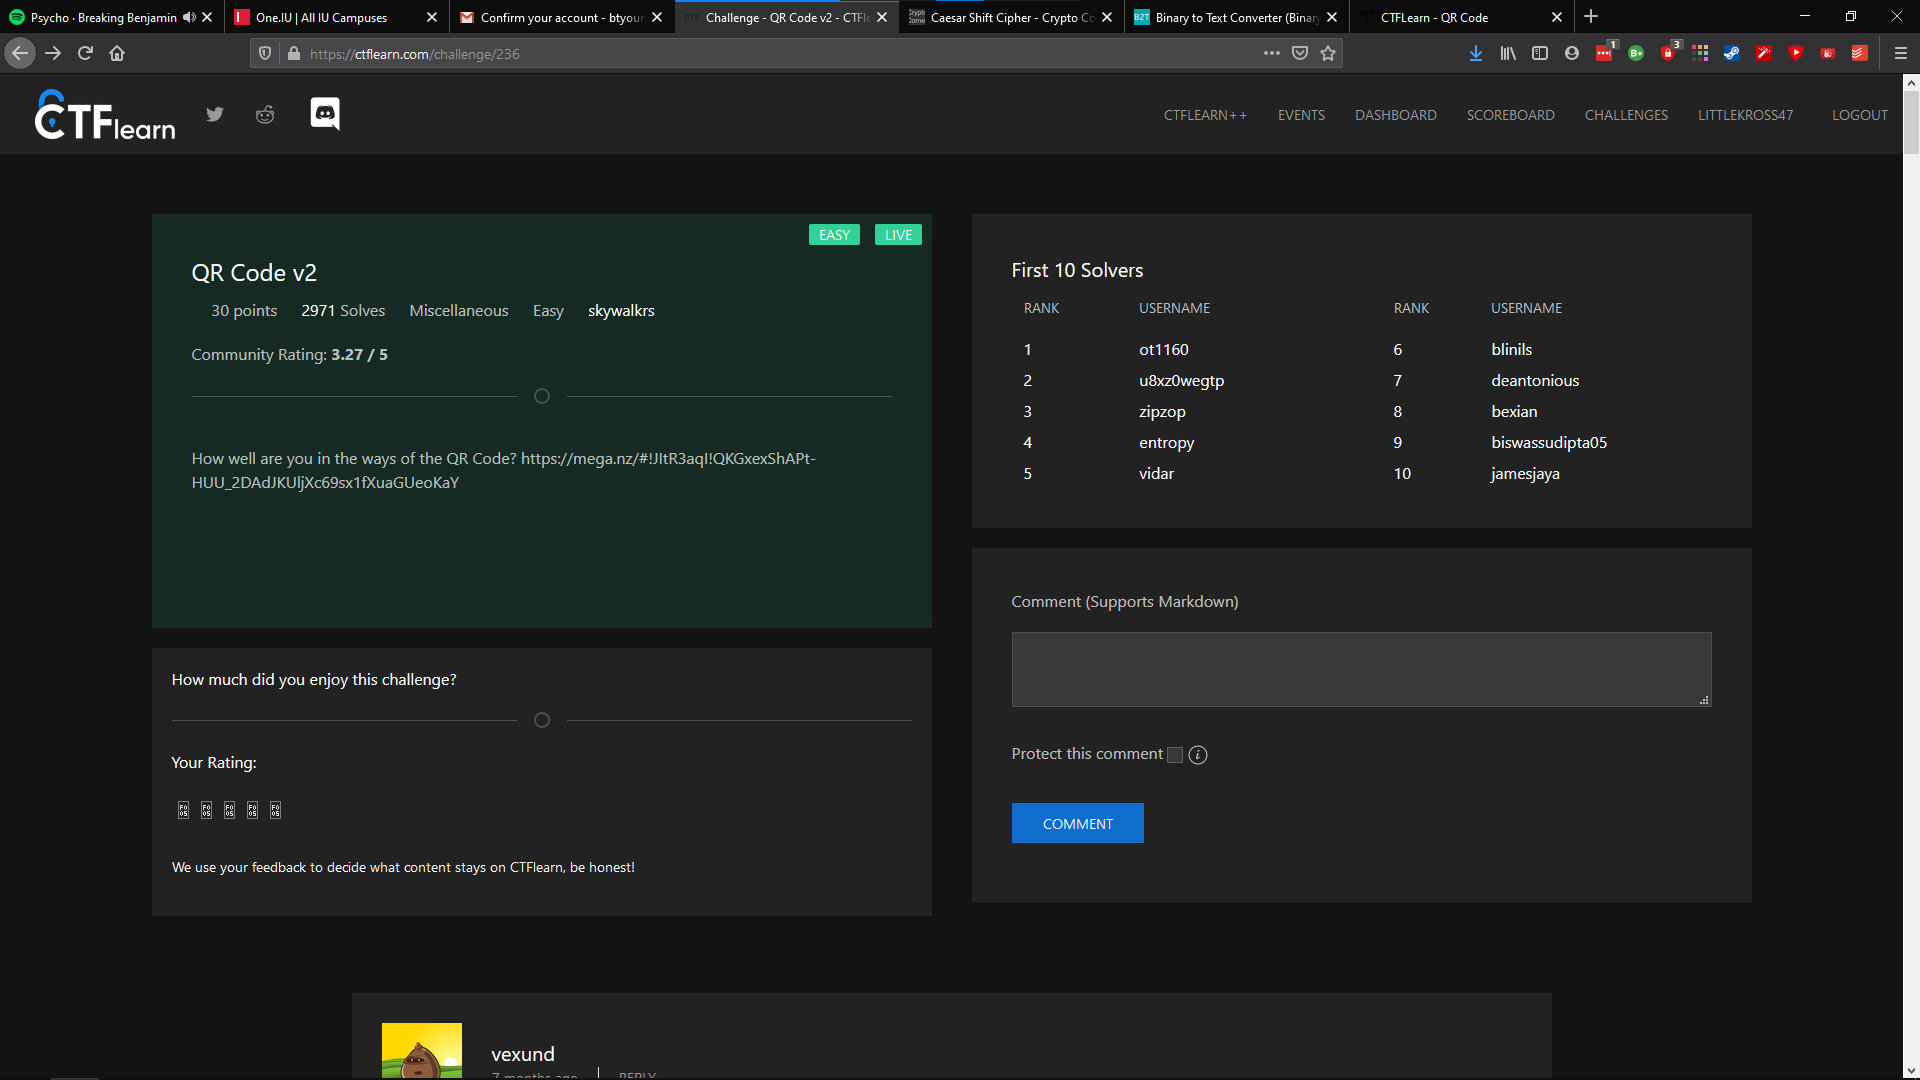 Psycho · Breaking Benjamin
One.IU | All IU Campuses
Confirm your account - btyoun
Challenge - QR Code v2 - CTFle
Caesar Shift Cipher - Crypto Co
Binary to Text Converter (Binary
CTFLearn - QR Code
https://ctflearn.com/challenge/236
1
B+
3
CTFlearn
CTFLEARN++
EVENTS
DASHBOARD
SCOREBOARD
CHALLENGES
LITTLEKROSS47
LOGOUT
EASY
LIVE
QR Code v2
30 points 2971 Solves Miscellaneous Easy skywalkrs
Community Rating: 3.27 / 5
How well are you in the ways of the QR Code? https://mega.nz/#!JItR3aqI!QKGxexShAPt-
HUU_2DAdJKUljXc69sx1fXuaGUeoKaY
How much did you enjoy this challenge?
Your Rating:
We use your feedback to decide what content stays on CTFlearn, be honest!
First 10 Solvers
RANK USERNAME RANK USERNAME
1 ot1160 6 blinils
2 u8xz0wegtp 7 deantonious
3 zipzop 8 bexian
4 entropy 9 biswassudipta05
5 vidar 10 jamesjaya
Comment (Supports Markdown)
Protect this comment
COMMENT
vexund
7 months ago REPLY